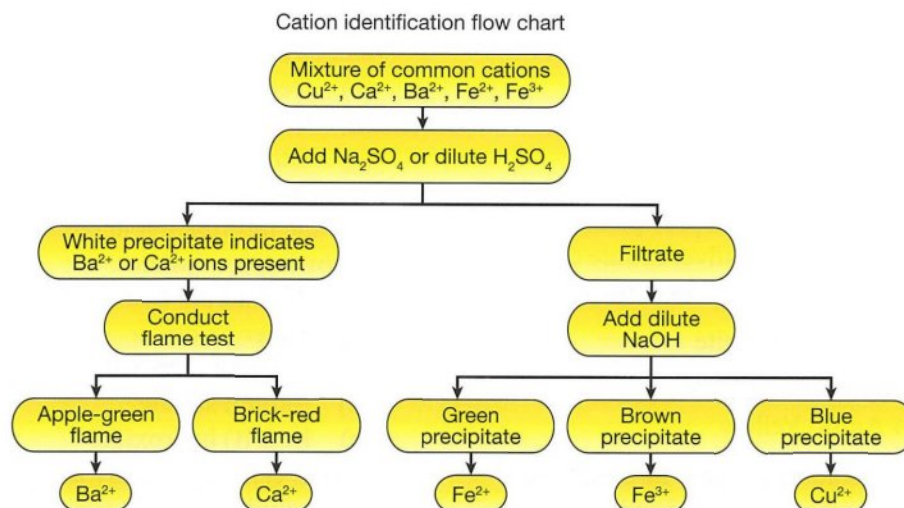 Cation identification flow chart
Mixture of common cations
Cu²⁺, Ca²⁺, Ba²⁺, Fe²⁺, Fe³⁺
Add Na₂SO₄ or dilute H₂SO₄
White precipitate indicates
Ba²⁺ or Ca²⁺ ions present
Filtrate
Conduct
flame test
Add dilute
NaOH
Apple-green
flame
Brick-red
flame
Green
precipitate
Brown
precipitate
Blue
precipitate
Ba²⁺
Ca²⁺
Fe²⁺
Fe³⁺
Cu²⁺